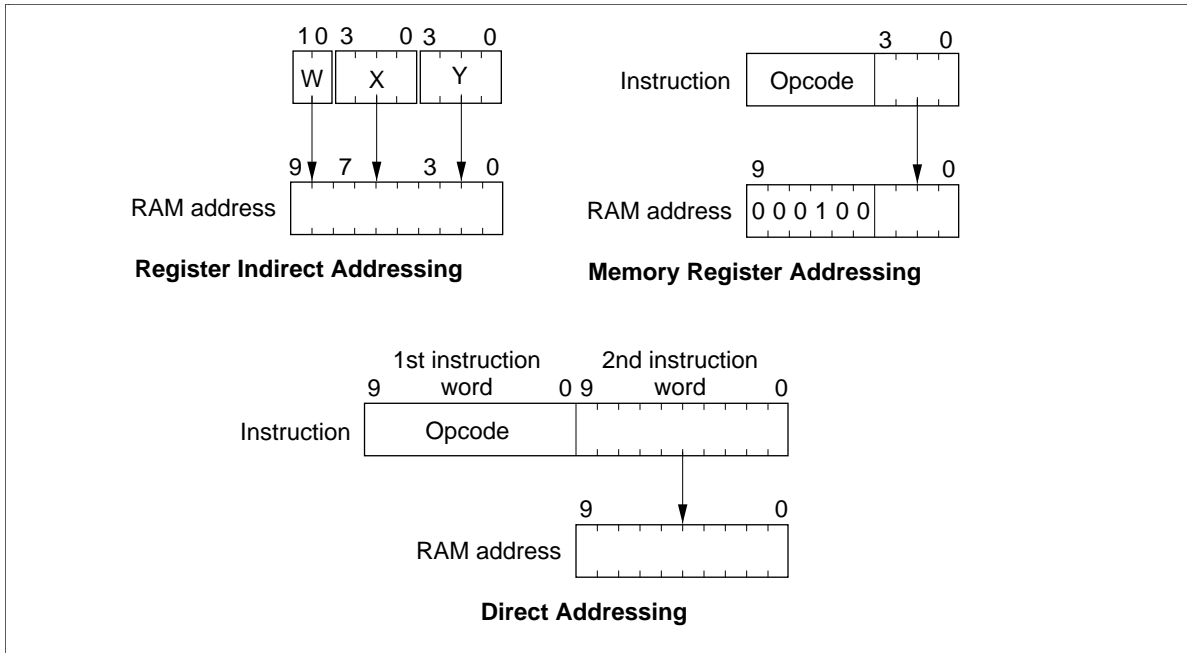 1 0 3 0 3 0
W X Y
9 7 3 0
RAM address
Register Indirect Addressing
3 0
Instruction Opcode
9 0
RAM address 0 0 0 1 0 0
Memory Register Addressing
1st instruction word
2nd instruction word
9 0 9 0
Instruction Opcode
9 0
RAM address
Direct Addressing